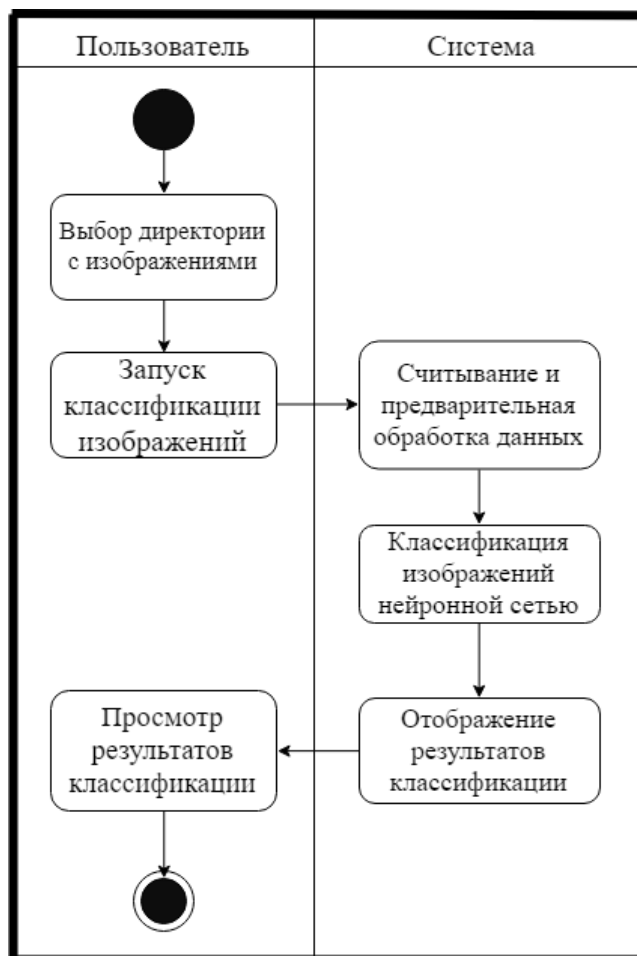 Пользователь
Система
Выбор директории
с изображениями
Запуск
классификации
изображений
Считывание и
предварительная
обработка данных
Классификация
изображений
нейронной сетью
Отображение
результатов
классификации
Просмотр
результатов
классификации